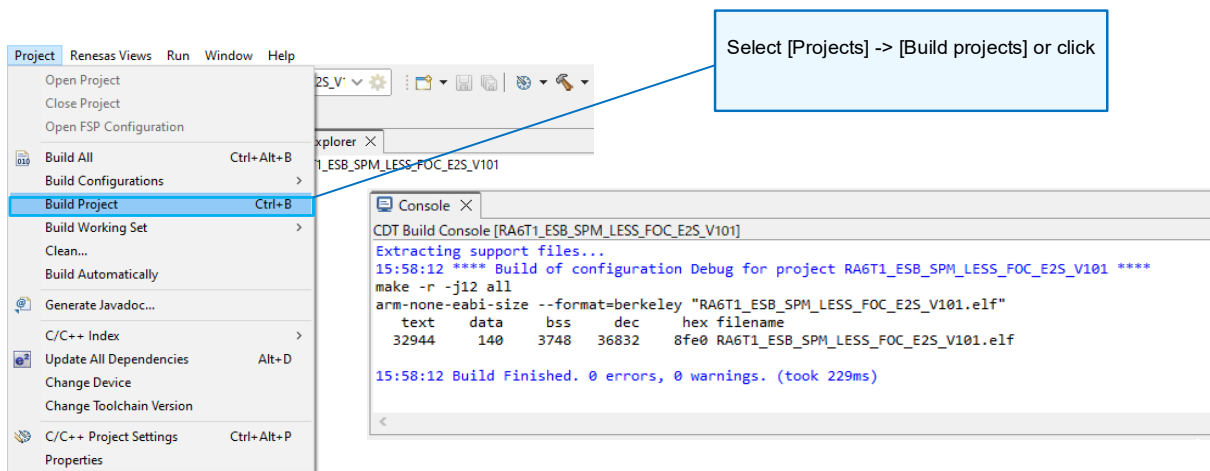 Select [Projects] -> [Build projects] or click
Project Renesas Views Run Window Help
Open Project
Close Project
Open FSP Configuration
Build All Ctrl+Alt+B
Build Configurations >
Build Project Ctrl+B
Build Working Set >
Clean...
Build Automatically
Generate Javadoc...
C/C++ Index >
Update All Dependencies Alt+D
Change Device
Change Toolchain Version
C/C++ Project Settings Ctrl+Alt+P
Properties
010
e²
2S_V1
xplorer
T1_ESB_SPM_LESS_FOC_E2S_V101
Console
CDT Build Console [RA6T1_ESB_SPM_LESS_FOC_E2S_V101]
Extracting support files...
15:58:12 **** Build of configuration Debug for project RA6T1_ESB_SPM_LESS_FOC_E2S_V101 ****
make -r -j12 all
arm-none-eabi-size --format=berkeley "RA6T1_ESB_SPM_LESS_FOC_E2S_V101.elf"
text data bss dec hex filename
32944 140 3748 36832 8fe0 RA6T1_ESB_SPM_LESS_FOC_E2S_V101.elf
15:58:12 Build Finished. 0 errors, 0 warnings. (took 229ms)